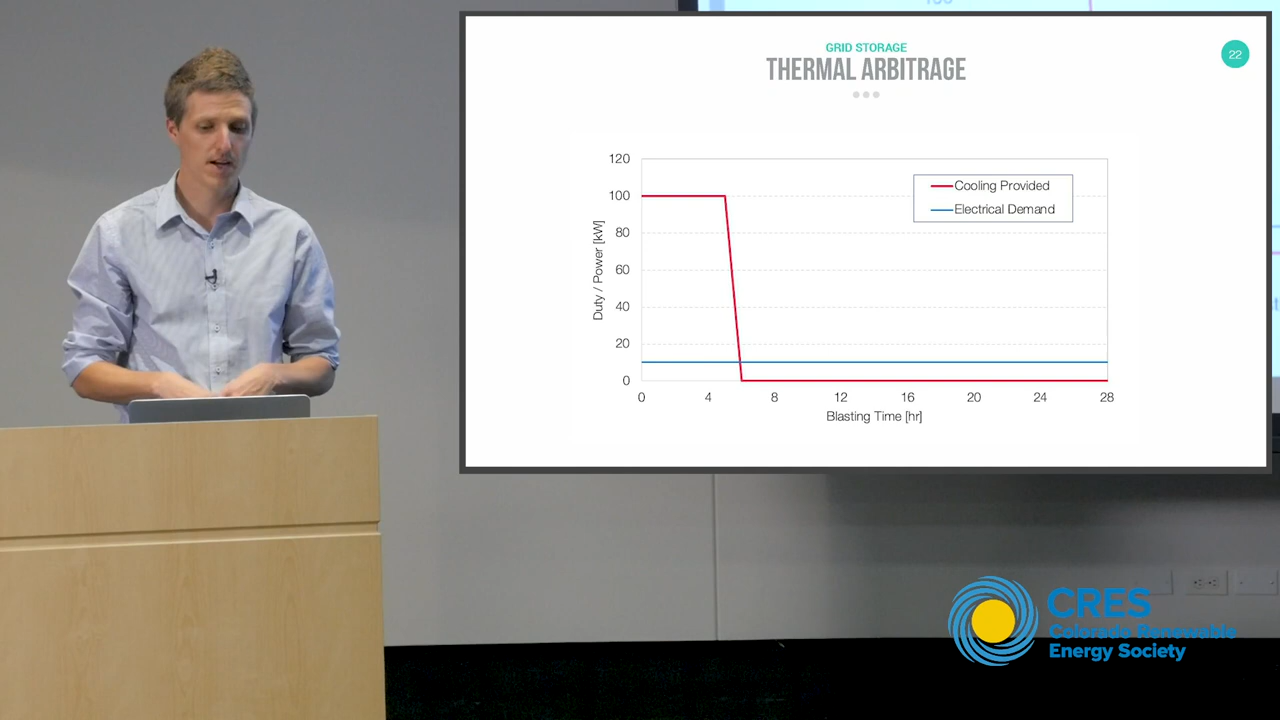 GRID STORAGE
THERMAL ARBITRAGE
22
120
100
80
60
40
20
0
Duty / Power [kW]
Cooling Provided
Electrical Demand
0 4 8 12 16 20 24 28
Blasting Time [hr]
CRES
Colorado Renewable
Energy Society